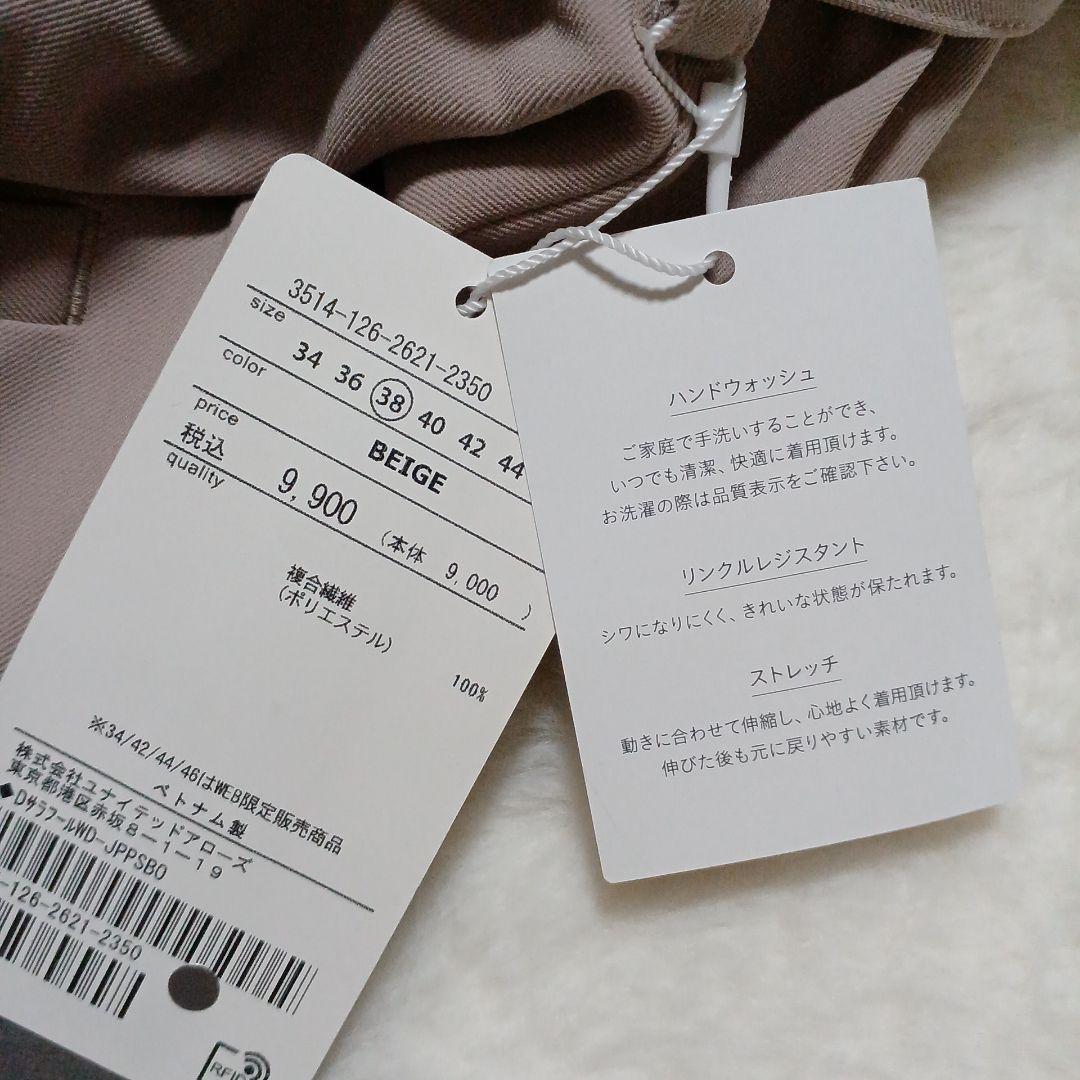 3514-126-2621-2350
size
34 36 38 40 42 44
color
BEIGE
price
税込 9,900
(本体 9,000 )
quality
複合繊維
(ポリエステル)
100%
※34/42/44/46はWEB限定販売商品
ベトナム製
株式会社ユナイテッドアローズ
東京都港区赤坂8-1-19
◆DサラフールWD-JPPSBO
-126-2621-2350
RFID
ハンドウォッシュ
ご家庭で手洗いすることができ、
いつでも清潔、快適に着用頂けます。
お洗濯の際は品質表示をご確認下さい。
リンクルレジスタント
シワになりにくく、きれいな状態が保たれます。
ストレッチ
動きに合わせて伸縮し、心地よく着用頂けます。
伸びた後も元に戻りやすい素材です。